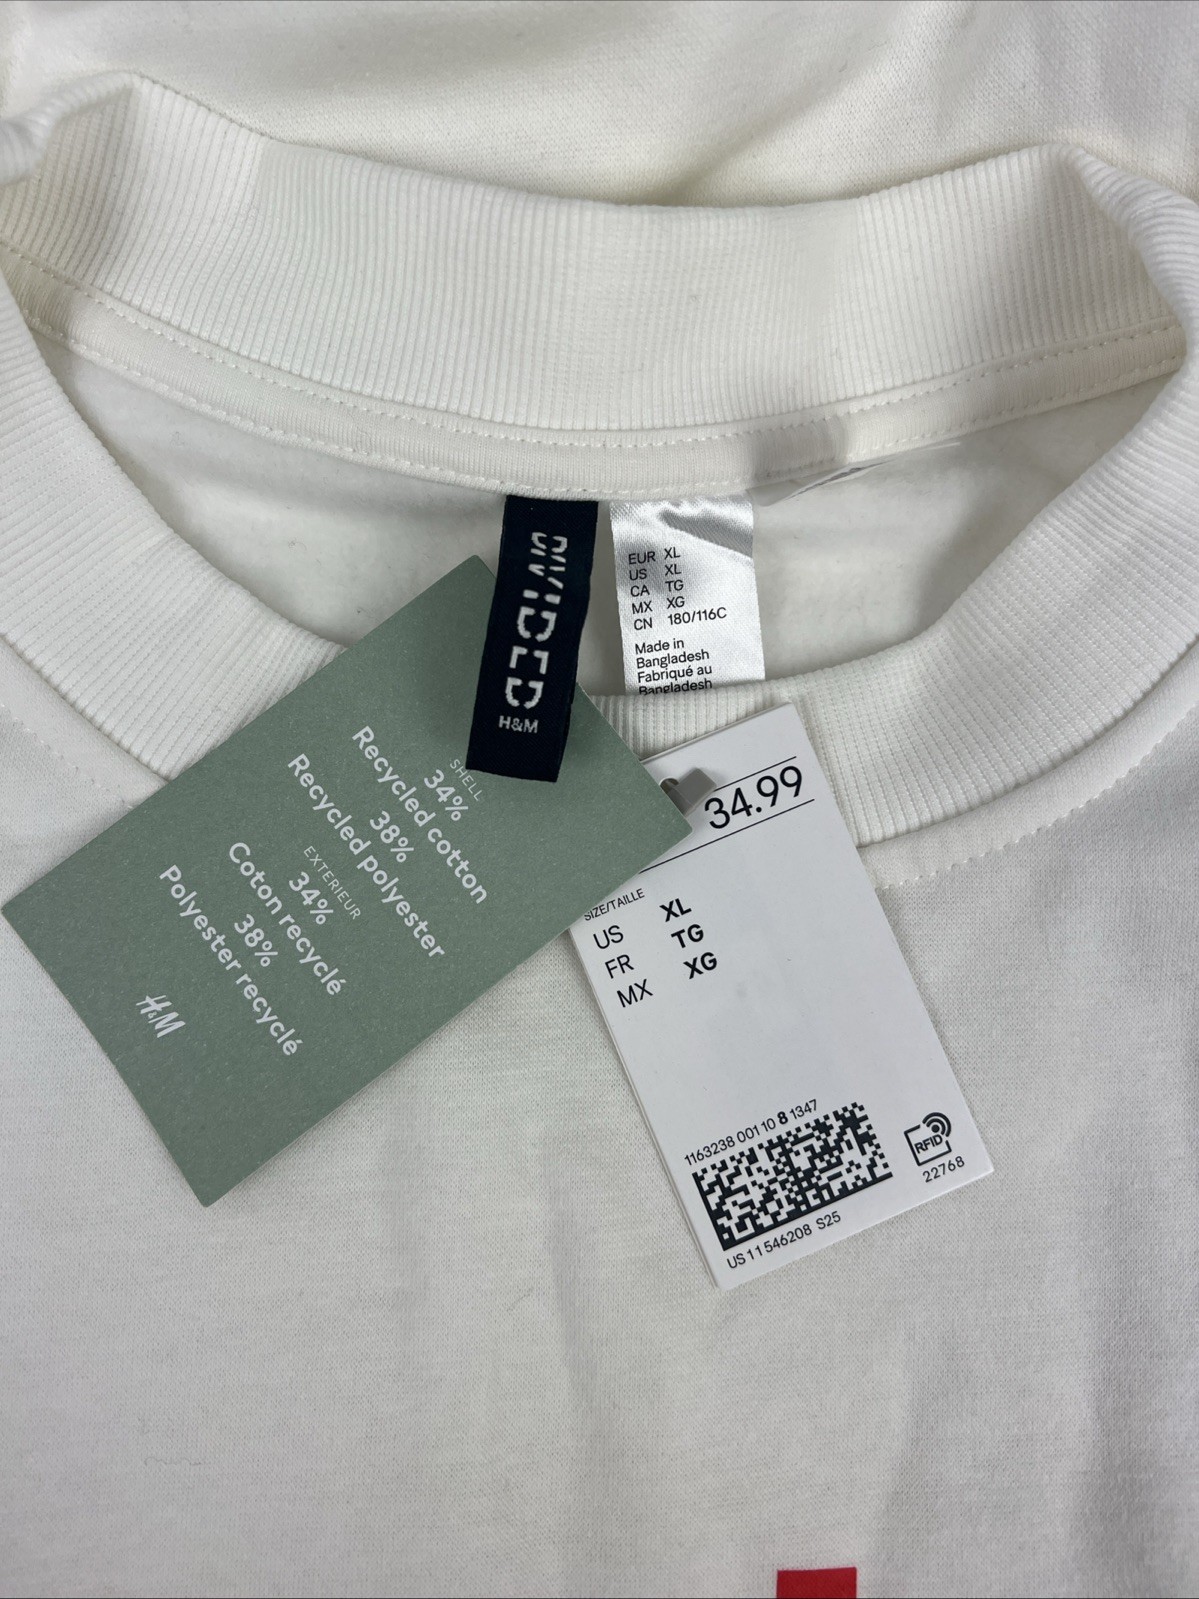 DIVIDED
H&M
EUR XL
US XL
CA TG
MX XG
CN 180/116C
Made in
Bangladesh
Fabriqué au
Bangladesh
SHELL
34%
Recycled cotton
38%
Recycled polyester
EXTERIEUR
34%
Coton recyclé
38%
Polyester recyclé
H&M
34.99
SIZE/TAILLE
US XL
FR TG
MX XG
1163238 001 10 8 1347
RFID
22768
US 11 546208 S25